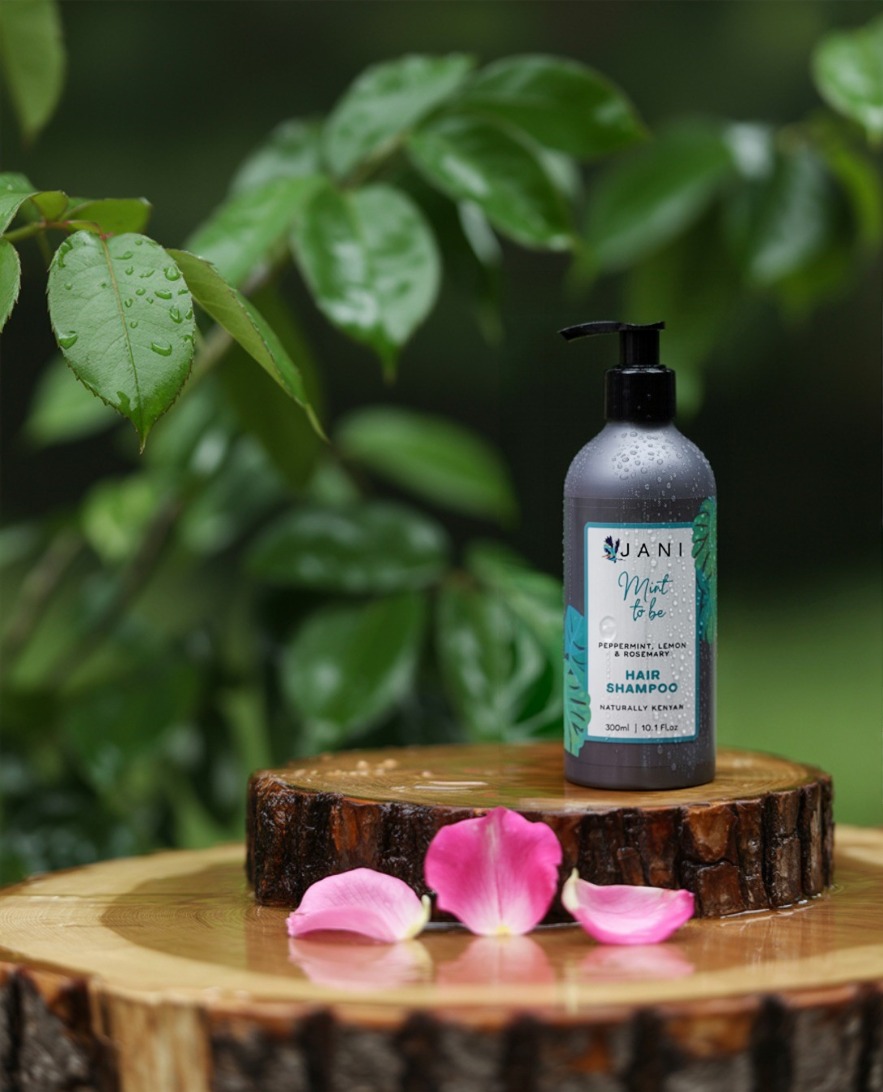 JANI
Mint
to be
PEPPERMINT, LEMON
& ROSEMARY
HAIR
SHAMPOO
NATURALLY KENYAN
300ml | 10.1 Fl.oz